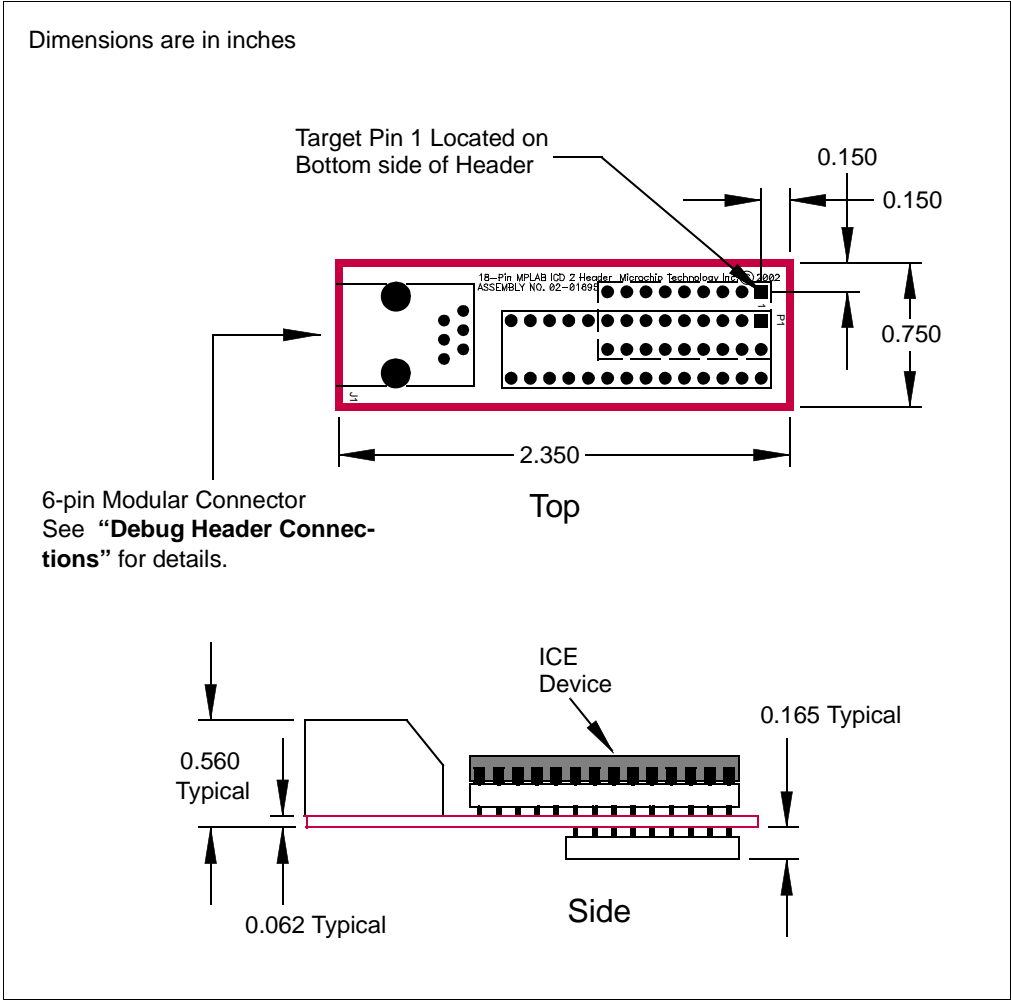 Dimensions are in inches
Target Pin 1 Located on
Bottom side of Header
0.150
0.150
18-Pin MPLAB ICD 2 Header Microchip Technology Inc. © 2002
ASSEMBLY NO. 02-01695
1
P1
0.750
J1
2.350
6-pin Modular Connector
See "Debug Header Connec-
tions" for details.
Top
ICE
Device
0.165 Typical
0.560
Typical
0.062 Typical
Side